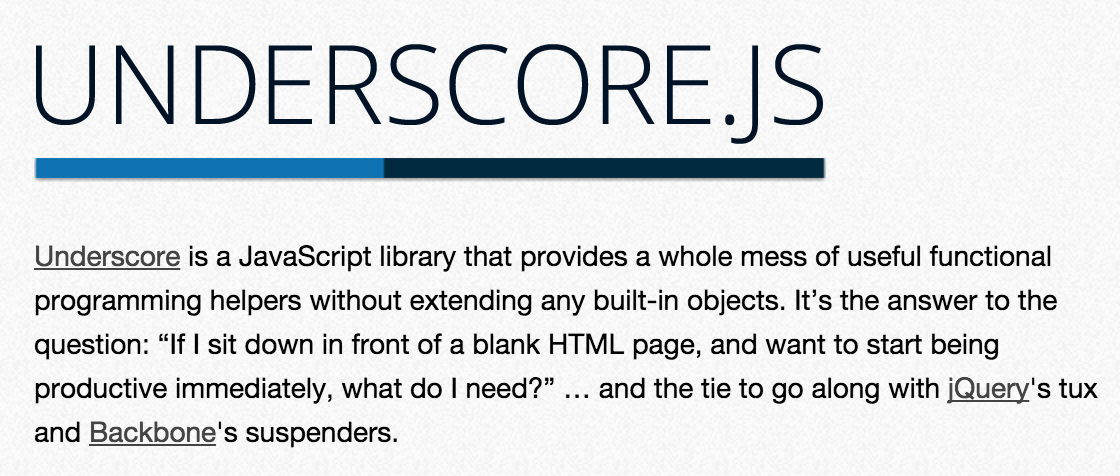 UNDERSCORE.JS
Underscore is a JavaScript library that provides a whole mess of useful functional
programming helpers without extending any built-in objects. It’s the answer to the
question: “If I sit down in front of a blank HTML page, and want to start being
productive immediately, what do I need?” … and the tie to go along with jQuery's tux
and Backbone's suspenders.